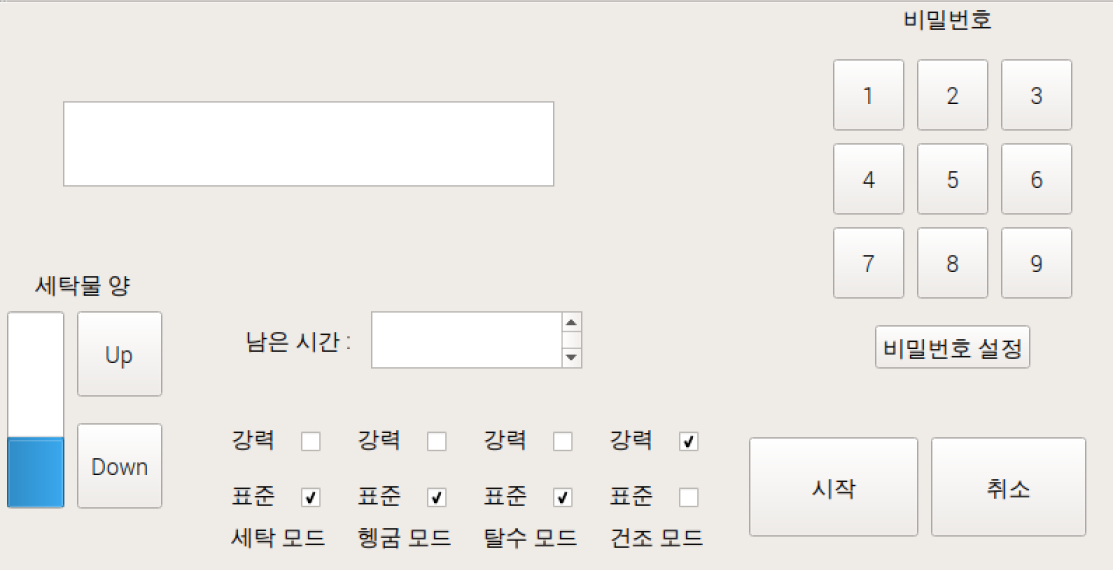 비밀번호
1 2 3
4 5 6
7 8 9
비밀번호 설정
세탁물 양
Up
Down
남은 시간 :
강력 강력 강력 강력
표준 표준 표준 표준
세탁 모드 헹굼 모드 탈수 모드 건조 모드
시작 취소